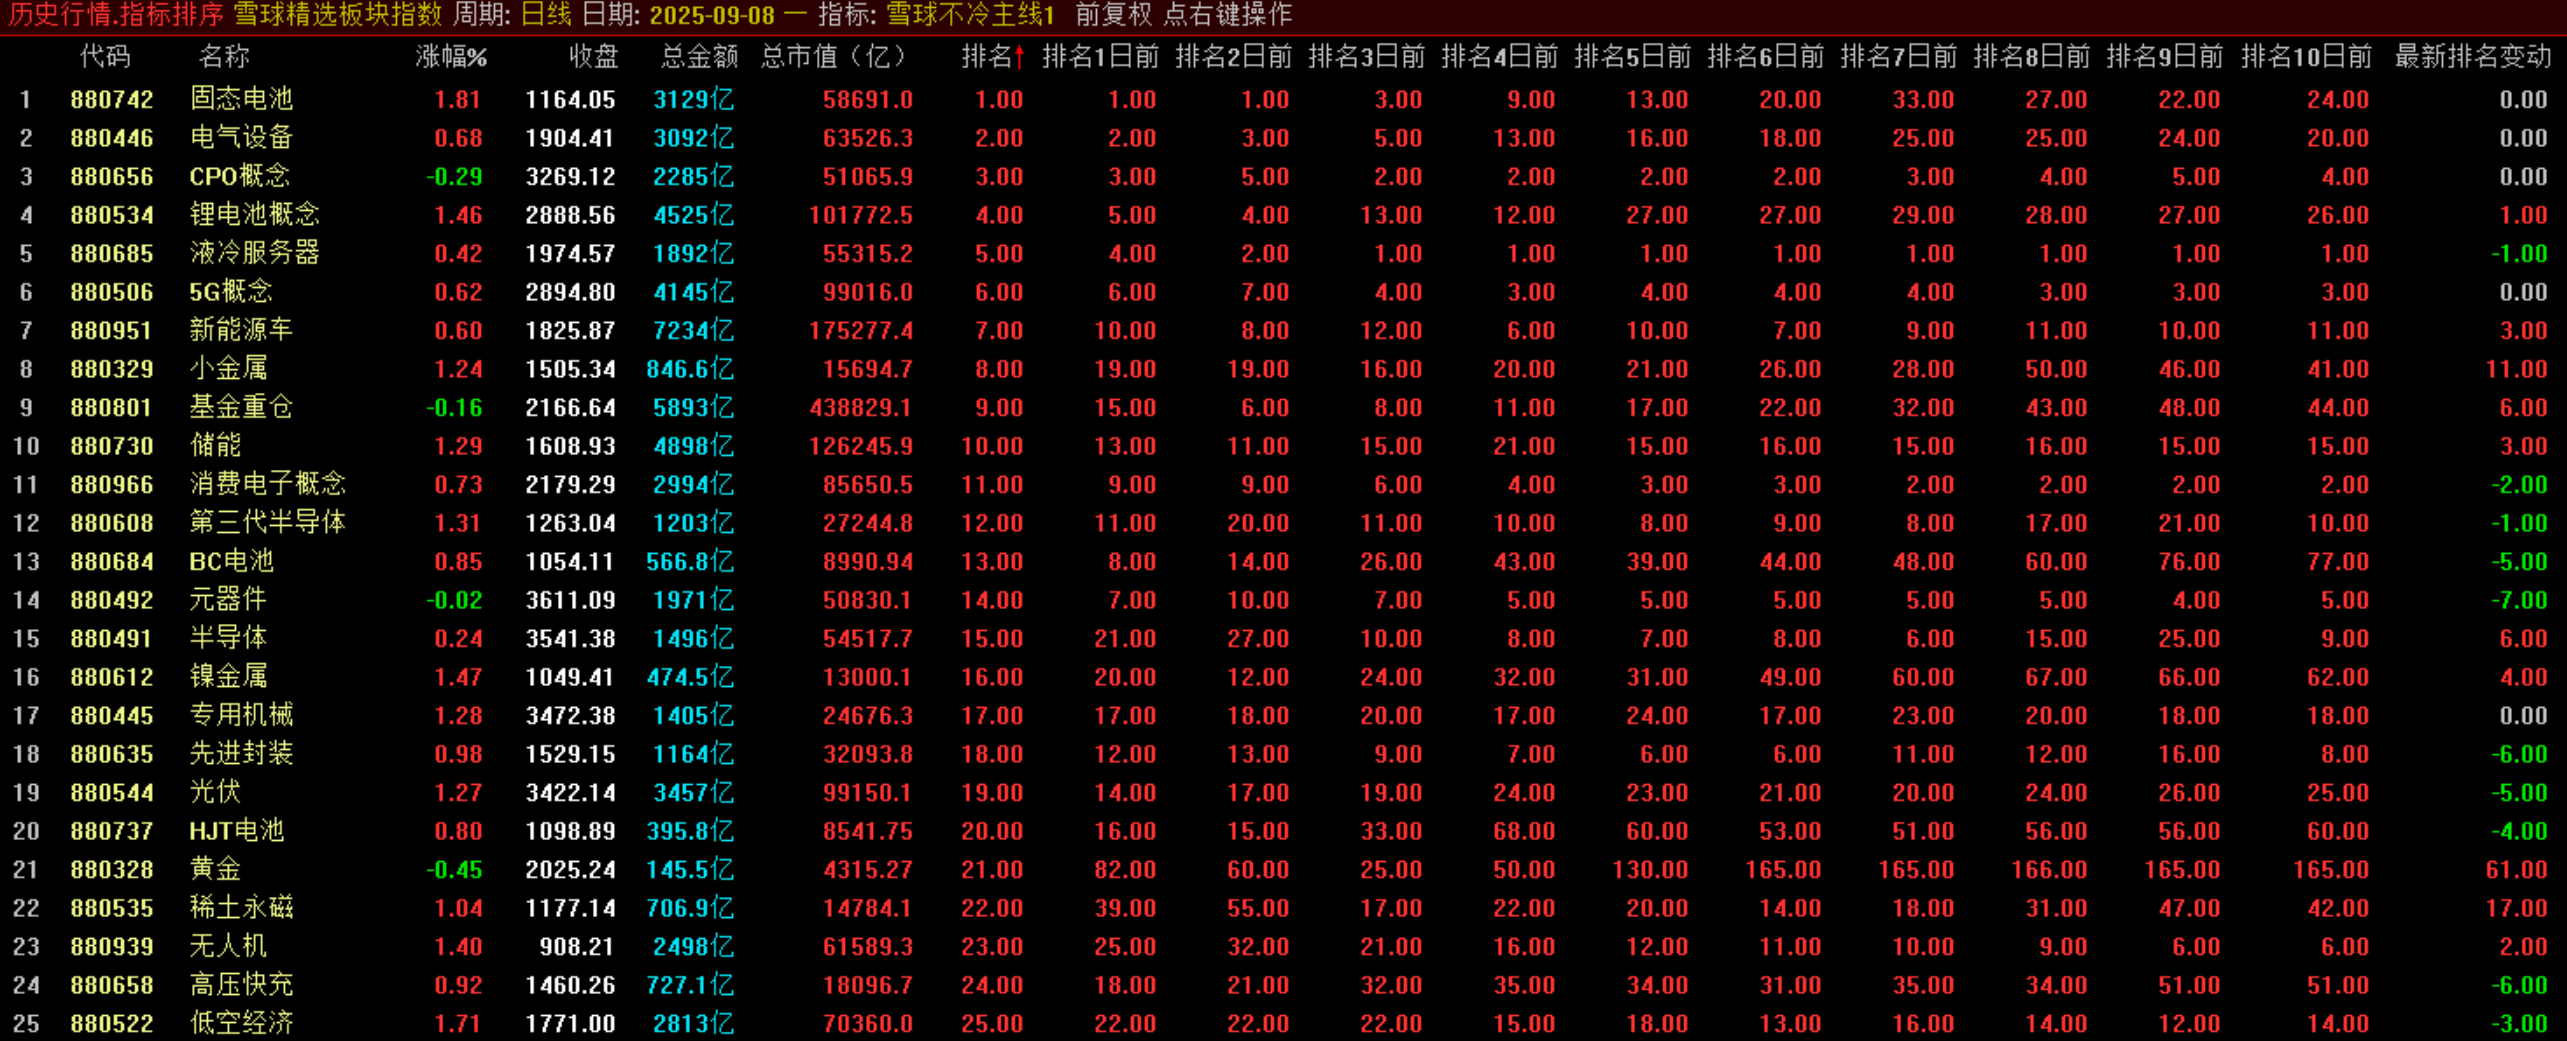 历史行情.指标排序 雪球精选板块指数 周期: 日线 日期: 2025-09-08 一 指标: 雪球不冷主线1 前复权 点右键操作
代码 名称 涨幅% 收盘 总金额 总市值（亿） 排名↑ 排名1日前 排名2日前 排名3日前 排名4日前 排名5日前 排名6日前 排名7日前 排名8日前 排名9日前 排名10日前 最新排名变动
1 880742 固态电池 1.81 1164.05 3129亿 58691.0 1.00 1.00 1.00 3.00 9.00 13.00 20.00 33.00 27.00 22.00 24.00 0.00
2 880446 电气设备 0.68 1904.41 3092亿 63526.3 2.00 2.00 3.00 5.00 13.00 16.00 18.00 25.00 25.00 24.00 20.00 0.00
3 880656 CPO概念 -0.29 3269.12 2285亿 51065.9 3.00 3.00 5.00 2.00 2.00 2.00 2.00 3.00 4.00 5.00 4.00 0.00
4 880534 锂电池概念 1.46 2888.56 4525亿 101772.5 4.00 5.00 4.00 13.00 12.00 27.00 27.00 29.00 28.00 27.00 26.00 1.00
5 880685 液冷服务器 0.42 1974.57 1892亿 55315.2 5.00 4.00 2.00 1.00 1.00 1.00 1.00 1.00 1.00 1.00 1.00 -1.00
6 880506 5G概念 0.62 2894.80 4145亿 99016.0 6.00 6.00 7.00 4.00 3.00 4.00 4.00 4.00 3.00 3.00 3.00 0.00
7 880951 新能源车 0.60 1825.87 7234亿 175277.4 7.00 10.00 8.00 12.00 6.00 10.00 7.00 9.00 11.00 10.00 11.00 3.00
8 880329 小金属 1.24 1505.34 846.6亿 15694.7 8.00 19.00 19.00 16.00 20.00 21.00 26.00 28.00 50.00 46.00 41.00 11.00
9 880801 基金重仓 -0.16 2166.64 5893亿 438829.1 9.00 15.00 6.00 8.00 11.00 17.00 22.00 32.00 43.00 48.00 44.00 6.00
10 880730 储能 1.29 1608.93 4898亿 126245.9 10.00 13.00 11.00 15.00 21.00 15.00 16.00 15.00 16.00 15.00 15.00 3.00
11 880966 消费电子概念 0.73 2179.29 2994亿 85650.5 11.00 9.00 9.00 6.00 4.00 3.00 3.00 2.00 2.00 2.00 2.00 -2.00
12 880608 第三代半导体 1.31 1263.04 1203亿 27244.8 12.00 11.00 20.00 11.00 10.00 8.00 9.00 8.00 17.00 21.00 10.00 -1.00
13 880684 BC电池 0.85 1054.11 566.8亿 8990.94 13.00 8.00 14.00 26.00 43.00 39.00 44.00 48.00 60.00 76.00 77.00 -5.00
14 880492 元器件 -0.02 3611.09 1971亿 50830.1 14.00 7.00 10.00 7.00 5.00 5.00 5.00 5.00 5.00 4.00 5.00 -7.00
15 880491 半导体 0.24 3541.38 1496亿 54517.7 15.00 21.00 27.00 10.00 8.00 7.00 8.00 6.00 15.00 25.00 9.00 6.00
16 880612 镍金属 1.47 1049.41 474.5亿 13000.1 16.00 20.00 12.00 24.00 32.00 31.00 49.00 60.00 67.00 66.00 62.00 4.00
17 880445 专用机械 1.28 3472.38 1405亿 24676.3 17.00 17.00 18.00 20.00 17.00 24.00 17.00 23.00 20.00 18.00 18.00 0.00
18 880635 先进封装 0.98 1529.15 1164亿 32093.8 18.00 12.00 13.00 9.00 7.00 6.00 6.00 11.00 12.00 16.00 8.00 -6.00
19 880544 光伏 1.27 3422.14 3457亿 99150.1 19.00 14.00 17.00 19.00 24.00 23.00 21.00 20.00 24.00 26.00 25.00 -5.00
20 880737 HJT电池 0.80 1098.89 395.8亿 8541.75 20.00 16.00 15.00 33.00 68.00 60.00 53.00 51.00 56.00 56.00 60.00 -4.00
21 880328 黄金 -0.45 2025.24 145.5亿 4315.27 21.00 82.00 60.00 25.00 50.00 130.00 165.00 165.00 166.00 165.00 165.00 61.00
22 880535 稀土永磁 1.04 1177.14 706.9亿 14784.1 22.00 39.00 55.00 17.00 22.00 20.00 14.00 18.00 31.00 47.00 42.00 17.00
23 880939 无人机 1.40 908.21 2498亿 61589.3 23.00 25.00 32.00 21.00 16.00 12.00 11.00 10.00 9.00 6.00 6.00 2.00
24 880658 高压快充 0.92 1460.26 727.1亿 18096.7 24.00 18.00 21.00 32.00 35.00 34.00 31.00 35.00 34.00 51.00 51.00 -6.00
25 880522 低空经济 1.71 1771.00 2813亿 70360.0 25.00 22.00 22.00 22.00 15.00 18.00 13.00 16.00 14.00 12.00 14.00 -3.00